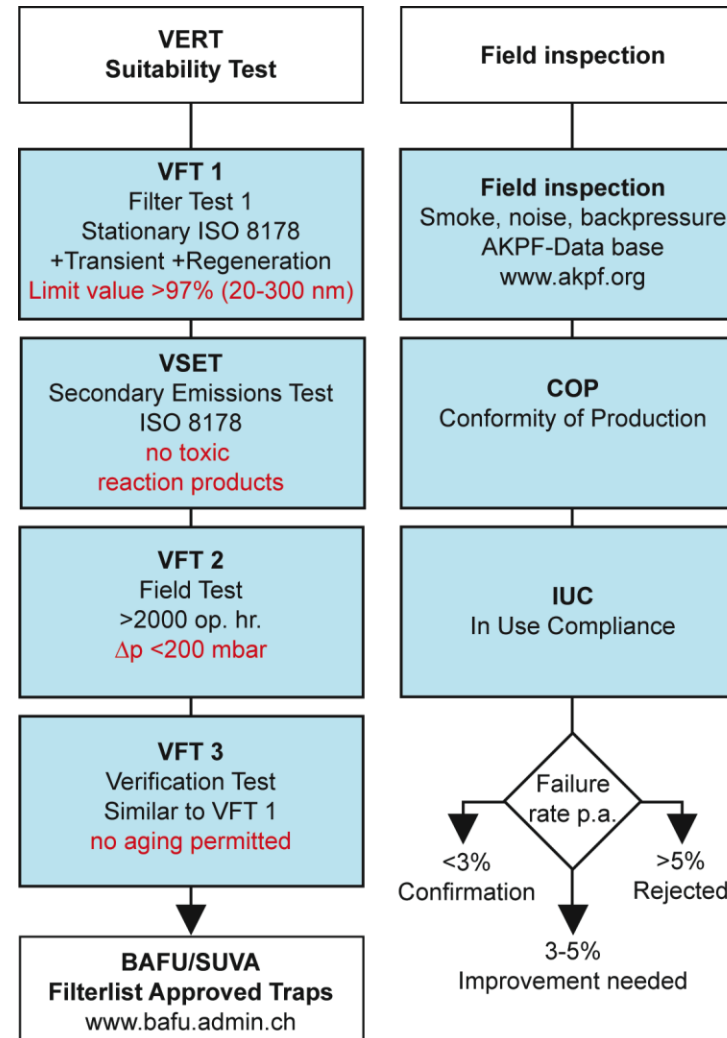 VERT
Suitability Test
VFT 1
Filter Test 1
Stationary ISO 8178
+Transient +Regeneration
Limit value >97% (20-300 nm)
VSET
Secondary Emissions Test
ISO 8178
no toxic
reaction products
VFT 2
Field Test
>2000 op. hr.
Δp <200 mbar
VFT 3
Verification Test
Similar to VFT 1
no aging permitted
BAFU/SUVA
Filterlist Approved Traps
www.bafu.admin.ch
Field inspection
Field inspection
Smoke, noise, backpressure
AKPF-Data base
www.akpf.org
COP
Conformity of Production
IUC
In Use Compliance
Failure
rate p.a.
<3%
Confirmation
>5%
Rejected
3-5%
Improvement needed